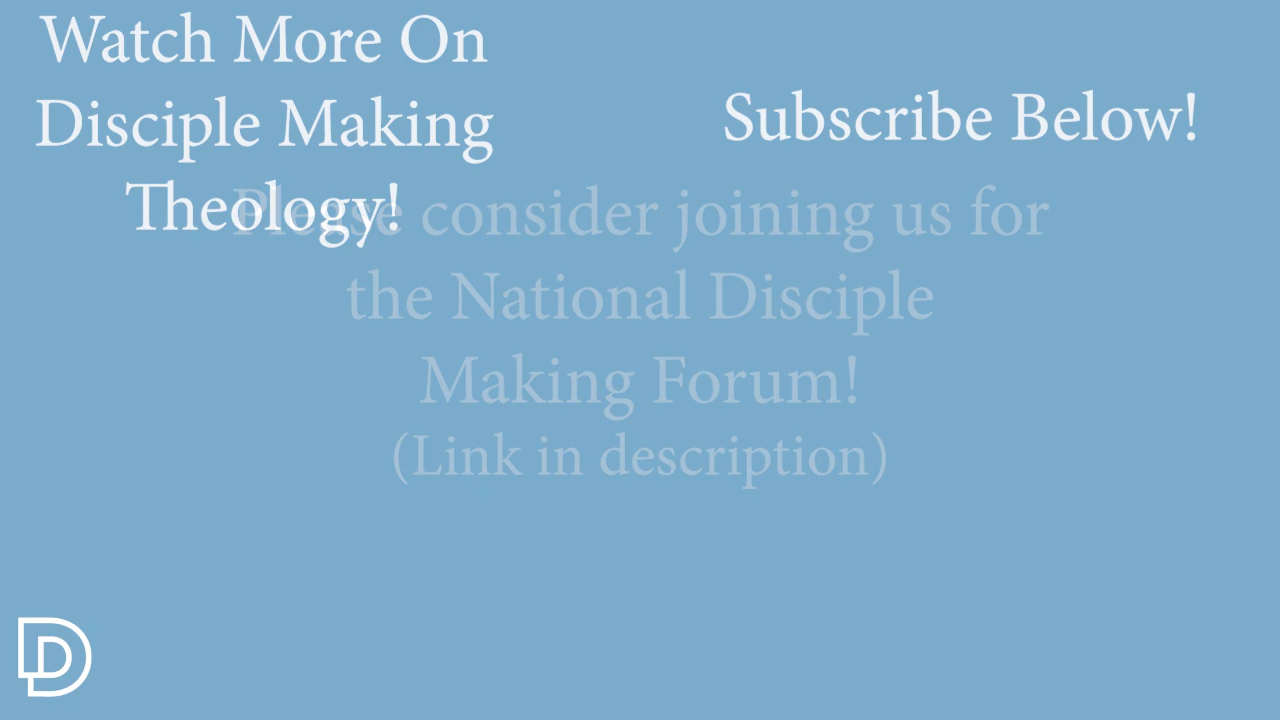 Watch More On
Disciple Making
Theology!
Subscribe Below!
Please consider joining us for
the National Disciple
Making Forum!
(Link in description)